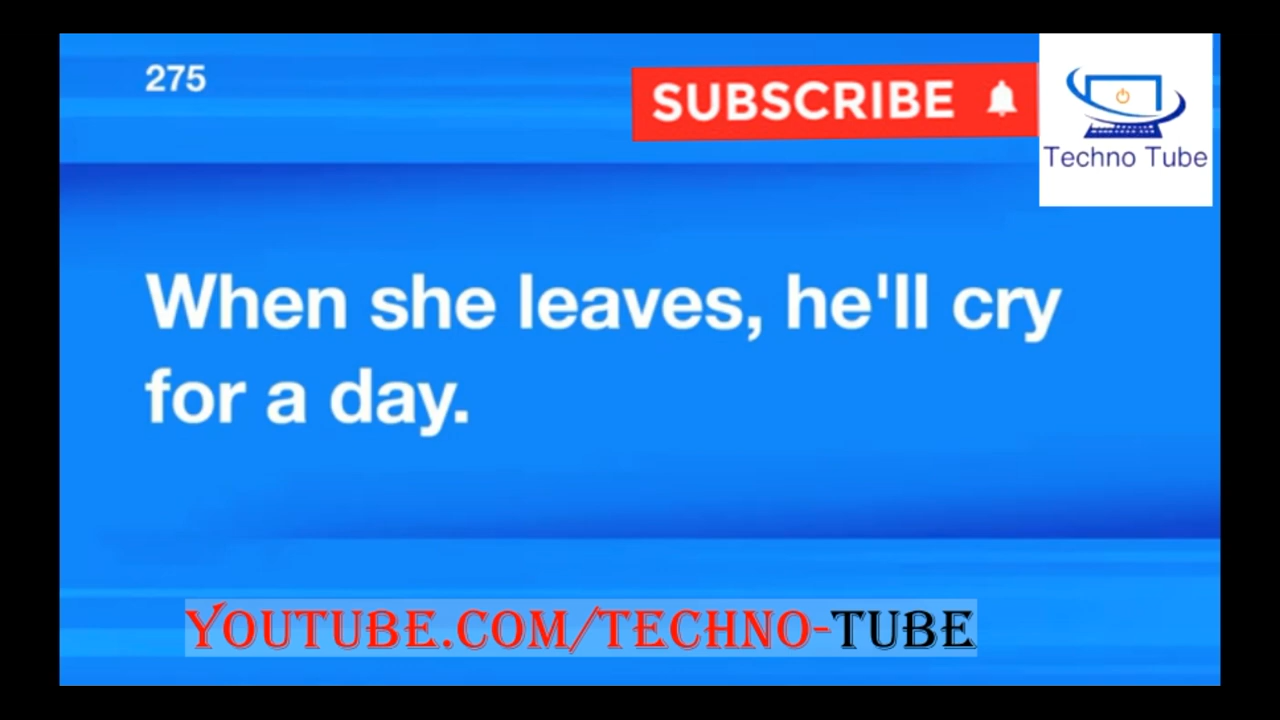 275
SUBSCRIBE
Techno Tube
When she leaves, he'll cry
for a day.
YOUTUBE.COM/TECHNO-TUBE